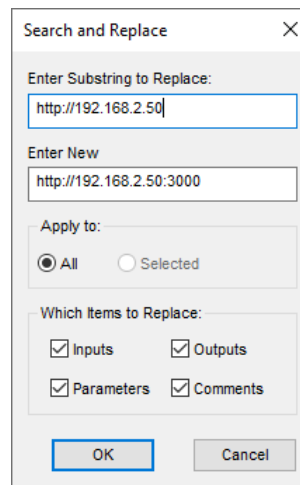 Search and Replace
Enter Substring to Replace:
http://192.168.2.50
Enter New
http://192.168.2.50:3000
Apply to:
All Selected
Which Items to Replace:
Inputs Outputs
Parameters Comments
OK Cancel